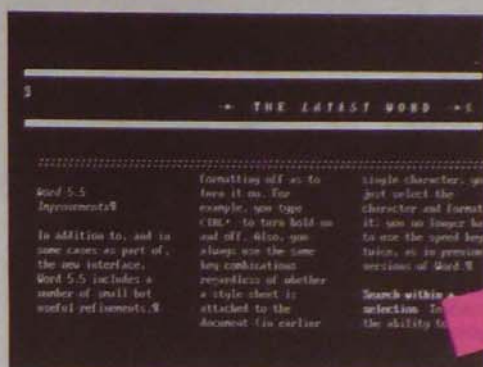 THE LATEST WORD
Word 5.5
Improvements¶
In addition to, and in
some cases as part of,
the new interface,
Word 5.5 includes a
number of small but
useful refinements.¶
formatting off as to
turn it on. For
example, you type
to turn bold on
and off. Also, you
always use the same
key combinations
regardless of whether
a style sheet is
attached to the
document (in earlier
single character, you
just select the
character and format
it; you no longer
to use the speed key
twice, as in previous
versions of Word.¶
Search within a
selection
the ability